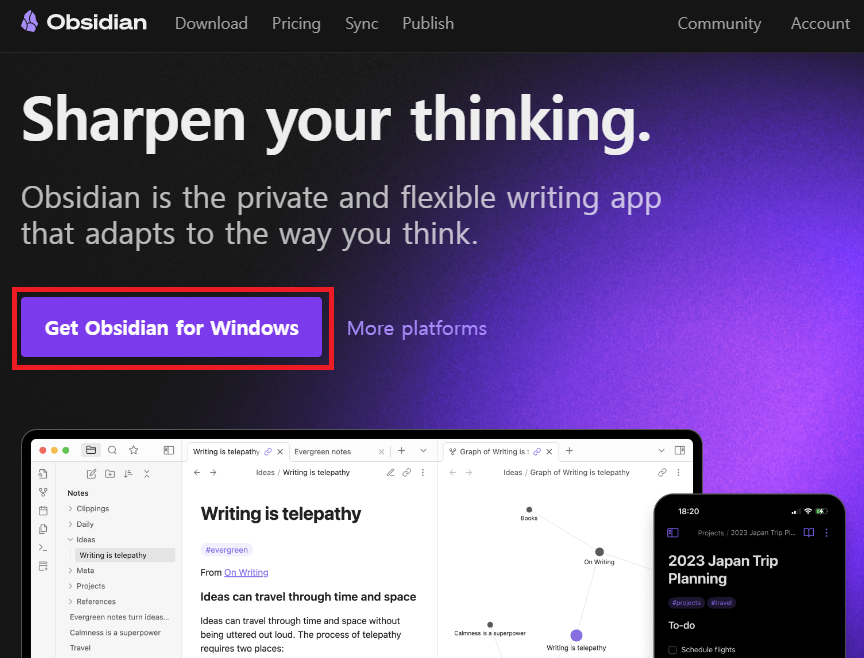 Obsidian Download Pricing Sync Publish Community Account
Sharpen your thinking.
Obsidian is the private and flexible writing app
that adapts to the way you think.
Get Obsidian for Windows
More platforms
Writing is telepathy
Evergreen notes
Graph of Writing is t
Ideas / Writing is telepathy
Ideas / Graph of Writing is telepathy
Notes
Clippings
Daily
Ideas
Writing is telepathy
Meta
Projects
References
Evergreen turn ideas...
Calmness is a superpower
Travel
Writing is telepathy
#evergreen
From On Writing
Ideas can travel through time and space
Ideas can travel through time and space without
being uttered out loud. The process of telepathy
requires two places:
Books
On Writing
Calmness is a superpower
Writing is telepathy
18:20
Projects / 2023 Japan Trip Pl...
2023 Japan Trip
Planning
#projects #travel
To-do
Schedule flights